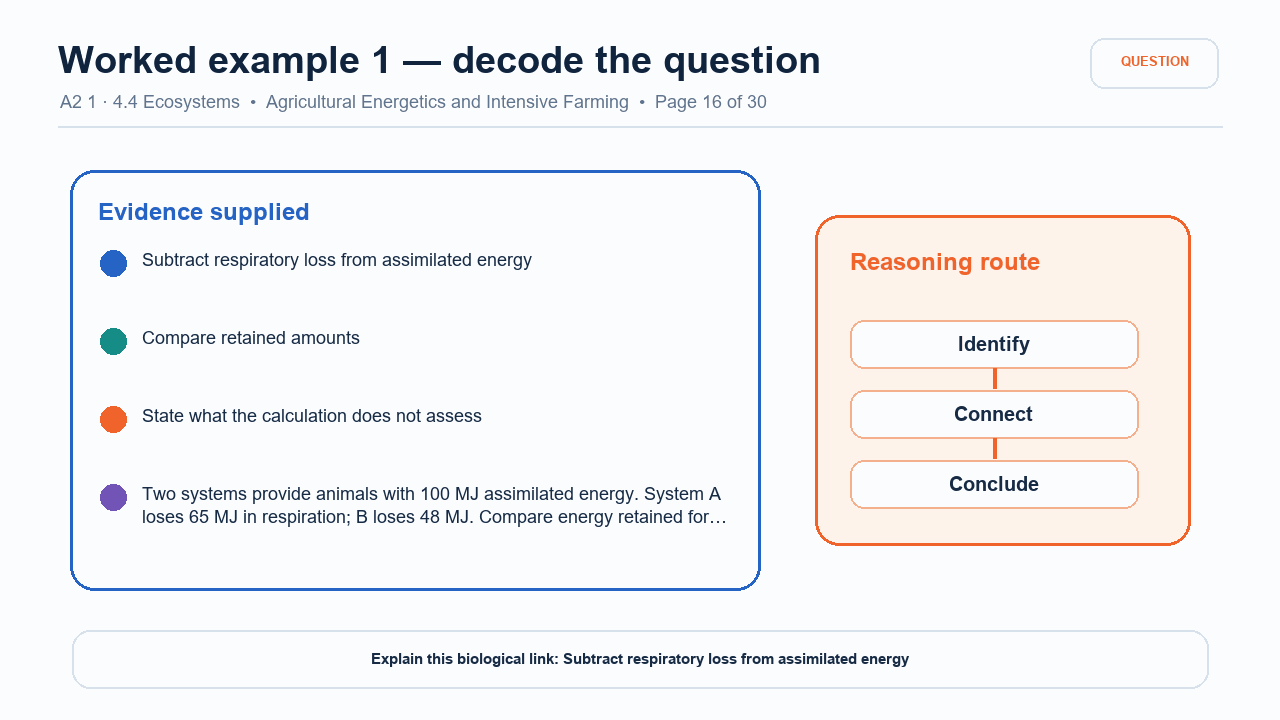 Worked example 1 — decode the question
QUESTION
A2 1 · 4.4 Ecosystems • Agricultural Energetics and Intensive Farming • Page 16 of 30
Evidence supplied
Subtract respiratory loss from assimilated energy
Compare retained amounts
State what the calculation does not assess
Two systems provide animals with 100 MJ assimilated energy. System A
loses 65 MJ in respiration; B loses 48 MJ. Compare energy retained for…
Reasoning route
Identify
Connect
Conclude
Explain this biological link: Subtract respiratory loss from assimilated energy